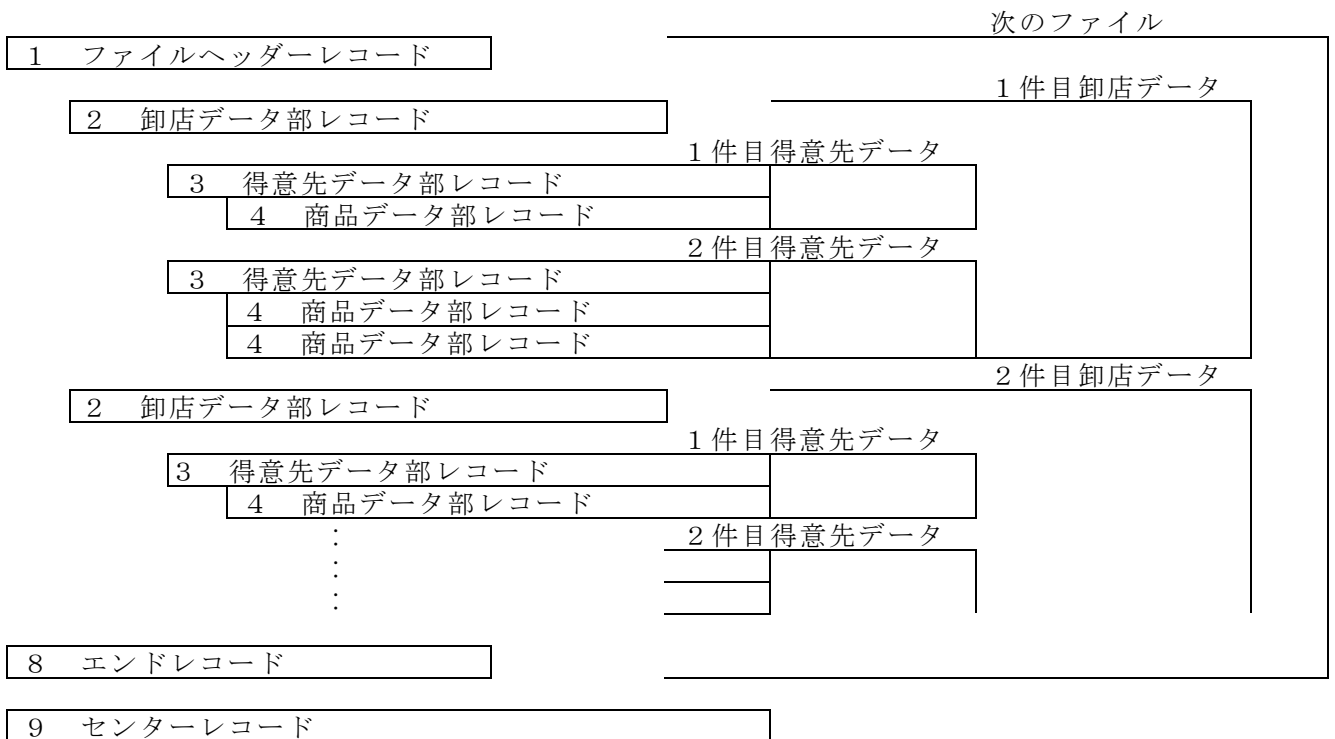 次のファイル
1 ファイルヘッダーレコード
1件目卸店データ
2 卸店データ部レコード
1件目得意先データ
3 得意先データ部レコード
4 商品データ部レコード
2件目得意先データ
3 得意先データ部レコード
4 商品データ部レコード
4 商品データ部レコード
2件目卸店データ
2 卸店データ部レコード
1件目得意先データ
3 得意先データ部レコード
4 商品データ部レコード
: 2件目得意先データ
:
:
8 エンドレコード
9 センターレコード